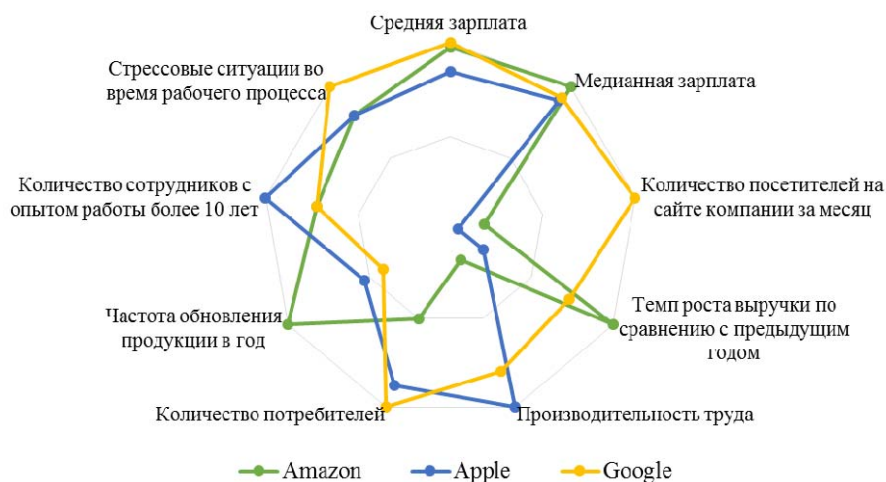 Средняя зарплата
Стрессовые ситуации во
время рабочего процесса
Медианная зарплата
Количество сотрудников с
опытом работы более 10 лет
Количество посетителей на
сайте компании за месяц
Частота обновления
продукции в год
Темп роста выручки по
сравнению с предыдущим
годом
Количество потребителей
Производительность труда
Amazon
Apple
Google